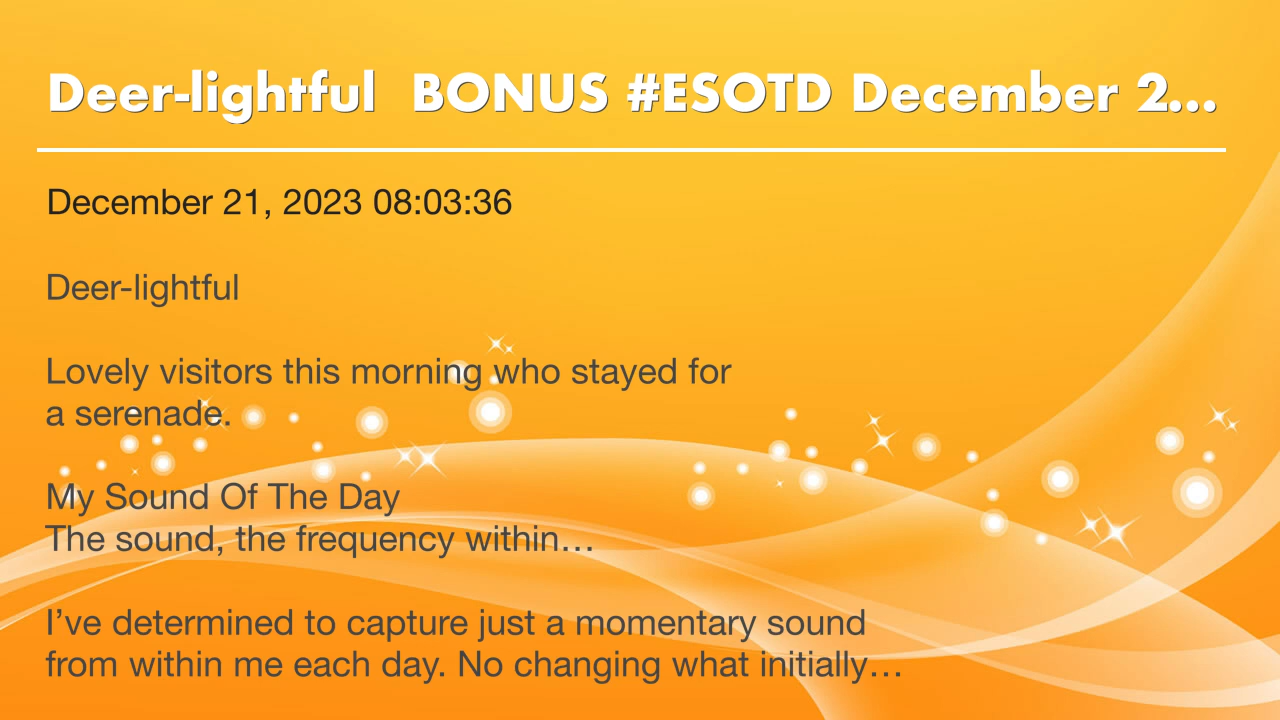 Deer-lightful  BONUS #ESOTD December 2...
December 21, 2023 08:03:36
Deer-lightful
Lovely visitors this morning who stayed for
a serenade.
My Sound Of The Day
The sound, the frequency within…
I’ve determined to capture just a momentary sound
from within me each day. No changing what initially…